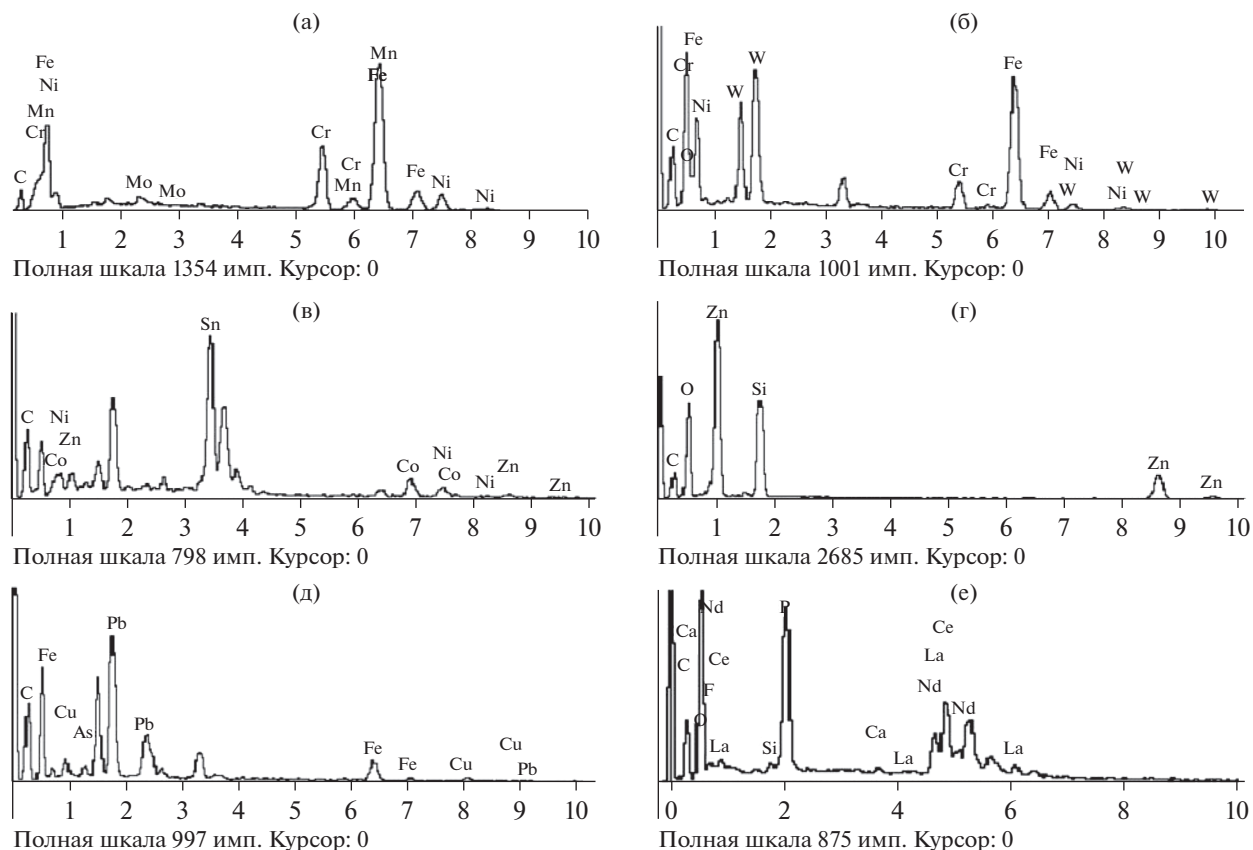 (а)
Fe
Ni
Mn
Cr
C
Mo
Mo
Cr
Cr
Mn
Mn
Fe
Fe
Ni
Ni
1 2 3 4 5 6 7 8 9 10
Полная шкала 1354 имп. Курсор: 0
(б)
Fe
Cr
Ni
C
O
W
W
Cr
Cr
Fe
Fe
Ni
W
W
Ni
W
W
1 2 3 4 5 6 7 8 9 10
Полная шкала 1001 имп. Курсор: 0
(в)
C
Ni
Zn
Co
Sn
Co
Ni
Co
Ni
Zn
Zn
1 2 3 4 5 6 7 8 9 10
Полная шкала 798 имп. Курсор: 0
(г)
C
O
Zn
Si
Zn
Zn
1 2 3 4 5 6 7 8 9 10
Полная шкала 2685 имп. Курсор: 0
(д)
C
Fe
Cu
As
Pb
Pb
Fe
Fe
Cu
Cu
Pb
1 2 3 4 5 6 7 8 9 10
Полная шкала 997 имп. Курсор: 0
(е)
Nd
Ca
C
Ce
F
O
La
Si
P
Ca
La
Ce
La
Nd
Nd
La
0 2 4 6 8 10
Полная шкала 875 имп. Курсор: 0